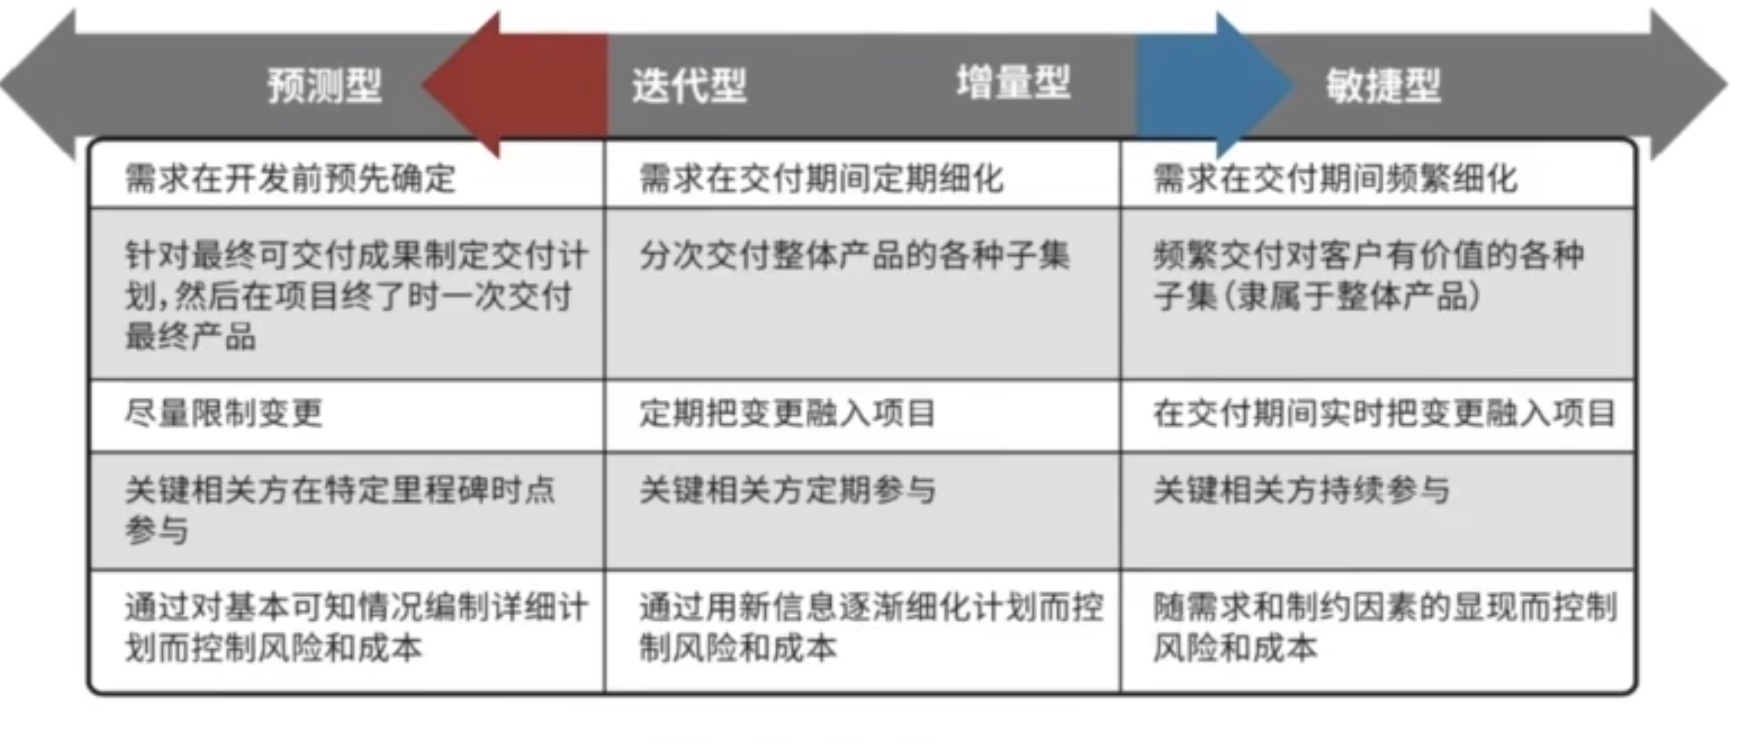 预测型 迭代型 增量型 敏捷型
需求在开发前预先确定
需求在交付期间定期细化
需求在交付期间频繁细化
针对最终可交付成果制定交付计
划,然后在项目终了时一次交付
最终产品
分次交付整体产品的各种子集
频繁交付对客户有价值的各种
子集(隶属于整体产品)
尽量限制变更
定期把变更融入项目
在交付期间实时把变更融入项目
关键相关方在特定里程碑时点
参与
关键相关方定期参与
关键相关方持续参与
通过对基本可知情况编制详细计
划而控制风险和成本
通过用新信息逐渐细化计划而控
制风险和成本
随需求和制约因素的显现而控制
风险和成本